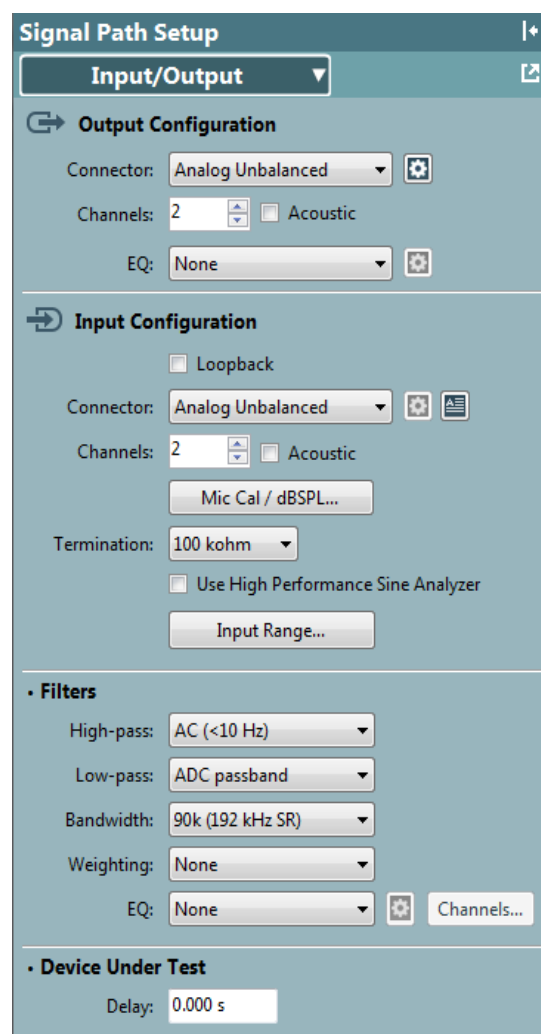 Signal Path Setup
Input/Output
Output Configuration
Connector: Analog Unbalanced
Channels: 2 Acoustic
EQ: None
Input Configuration
Loopback
Connector: Analog Unbalanced
Channels: 2 Acoustic
Mic Cal / dBSPL...
Termination: 100 kohm
Use High Performance Sine Analyzer
Input Range...
• Filters
High-pass: AC (<10 Hz)
Low-pass: ADC passband
Bandwidth: 90k (192 kHz SR)
Weighting: None
EQ: None Channels...
• Device Under Test
Delay: 0.000 s